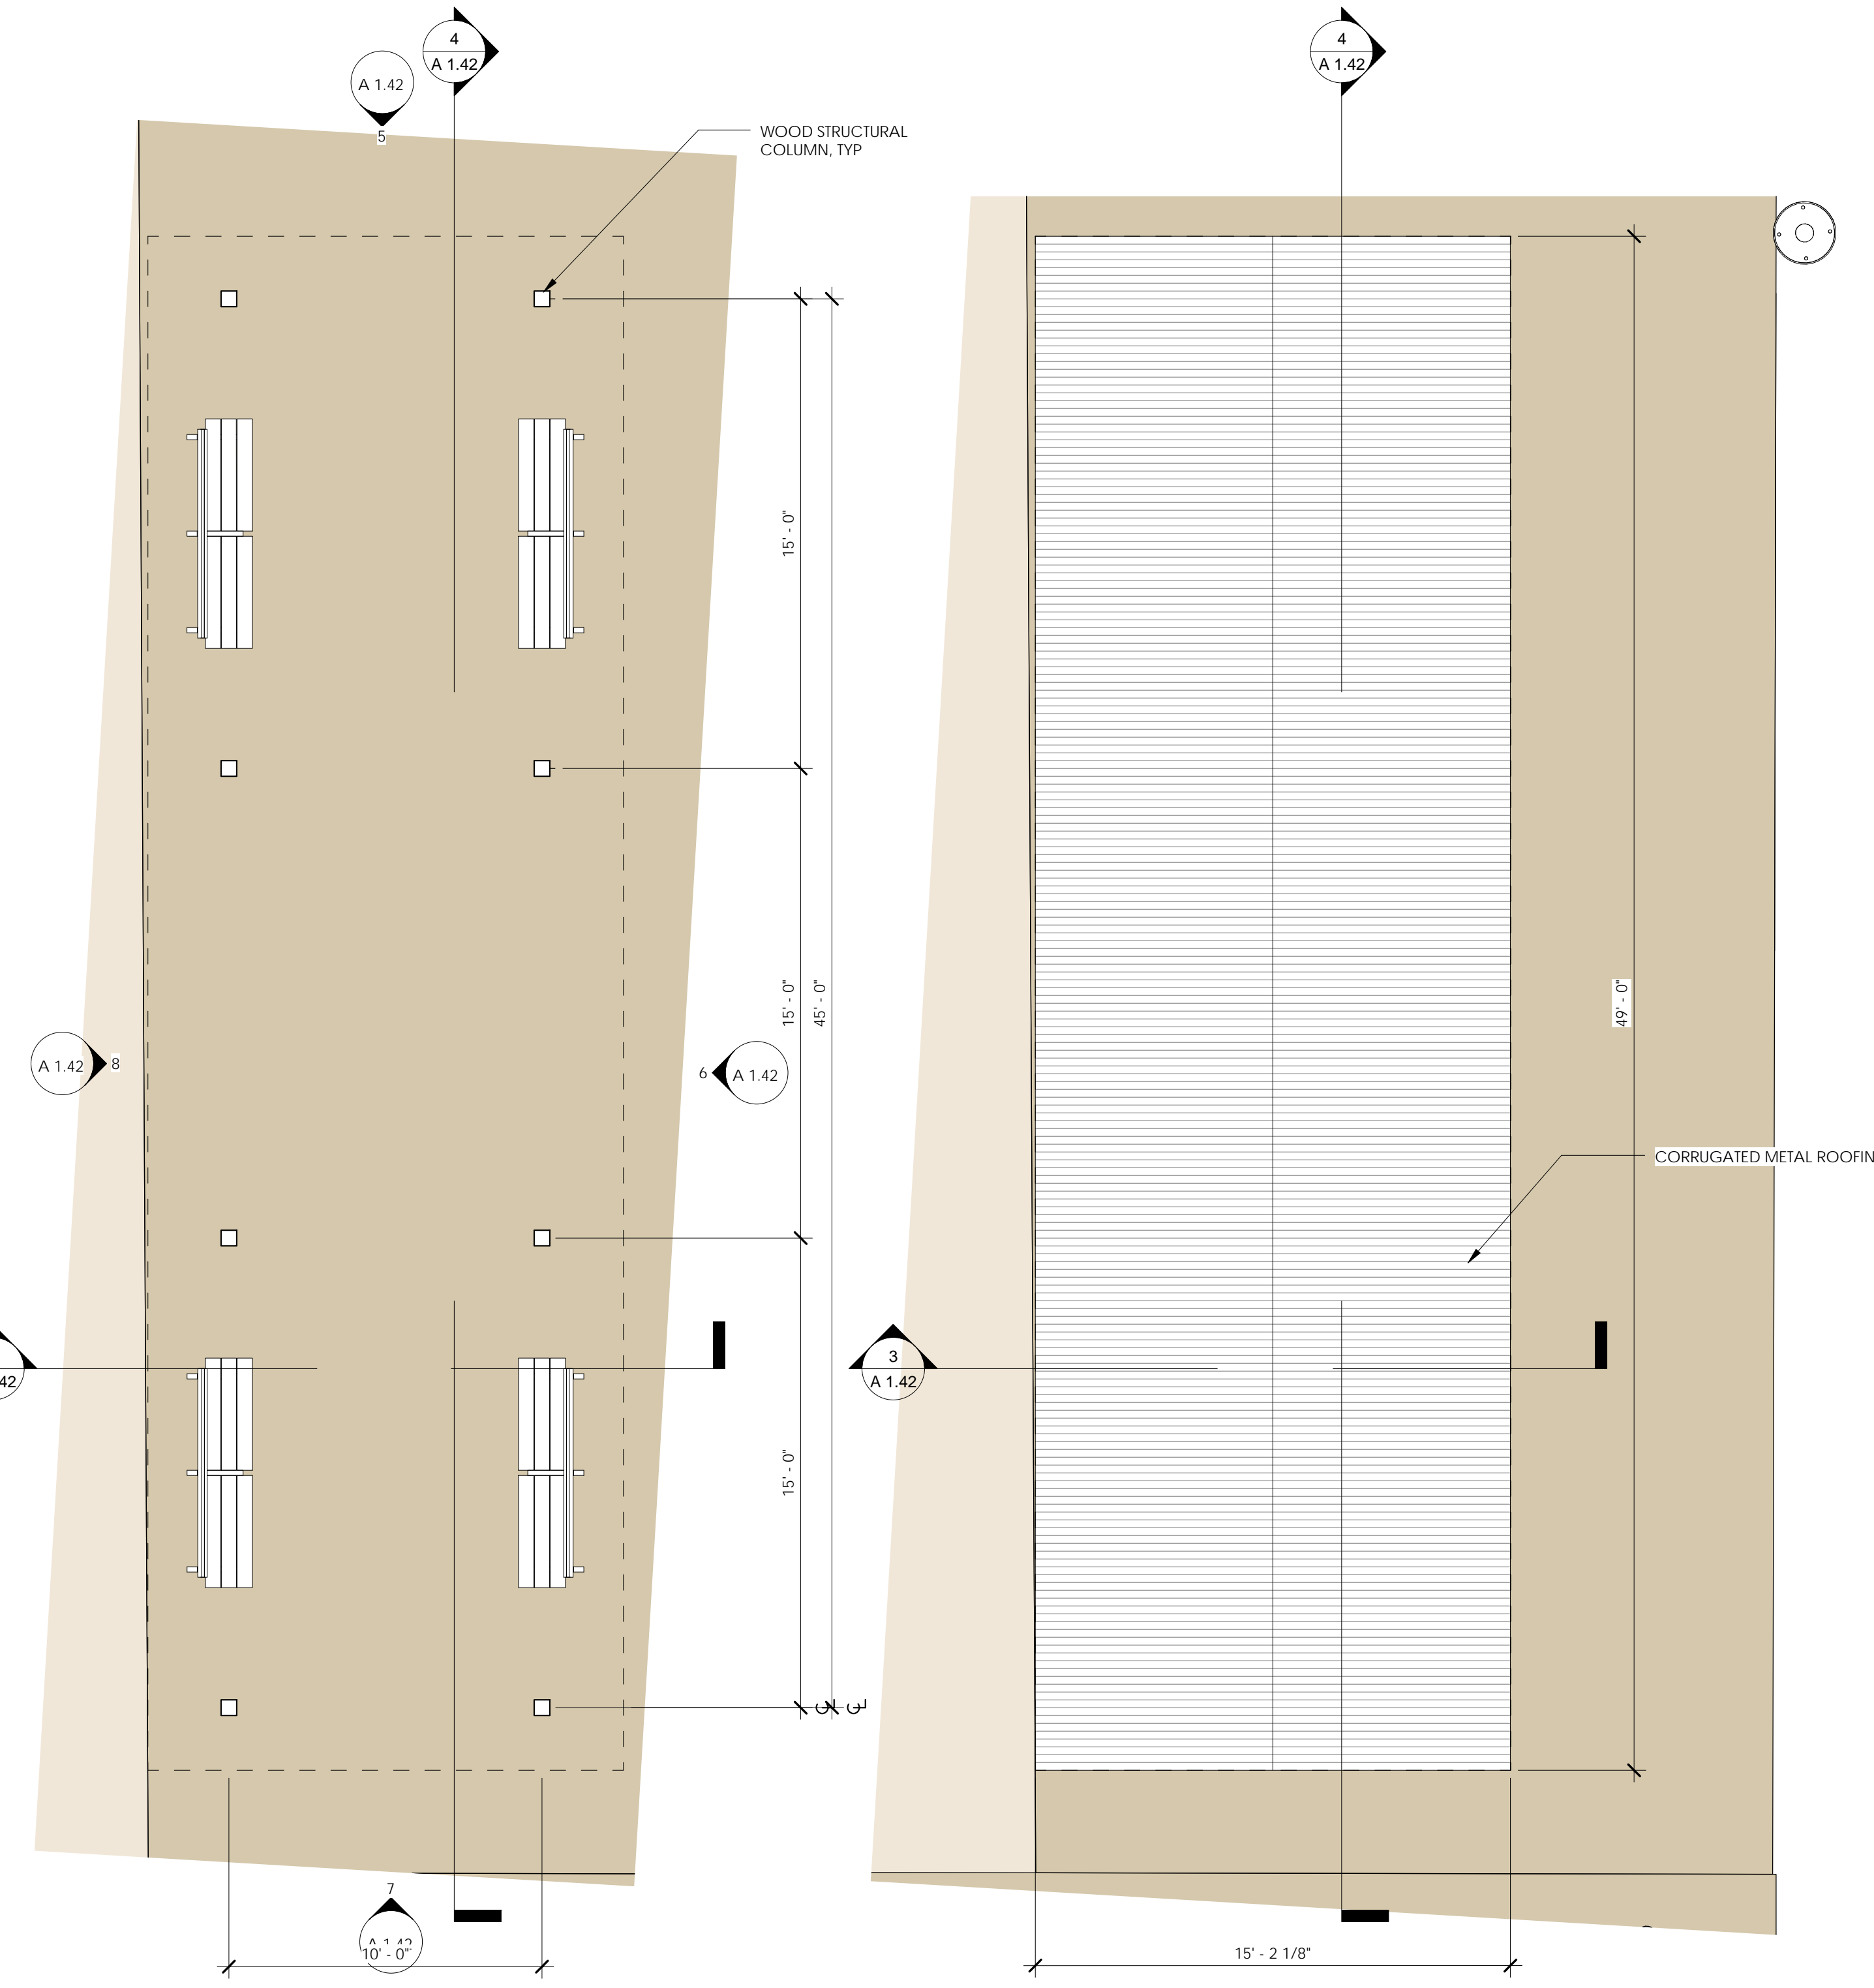 4
A 1.42
4
A 1.42
A 1.42
5
WOOD STRUCTURAL
COLUMN, TYP
15' - 0"
15' - 0"
45' - 0"
49' - 0"
A 1.42
8
6
A 1.42
CORRUGATED METAL ROOFIN
42
3
A 1.42
15' - 0"
CL
CL
7
10' - 0"
15' - 2 1/8"